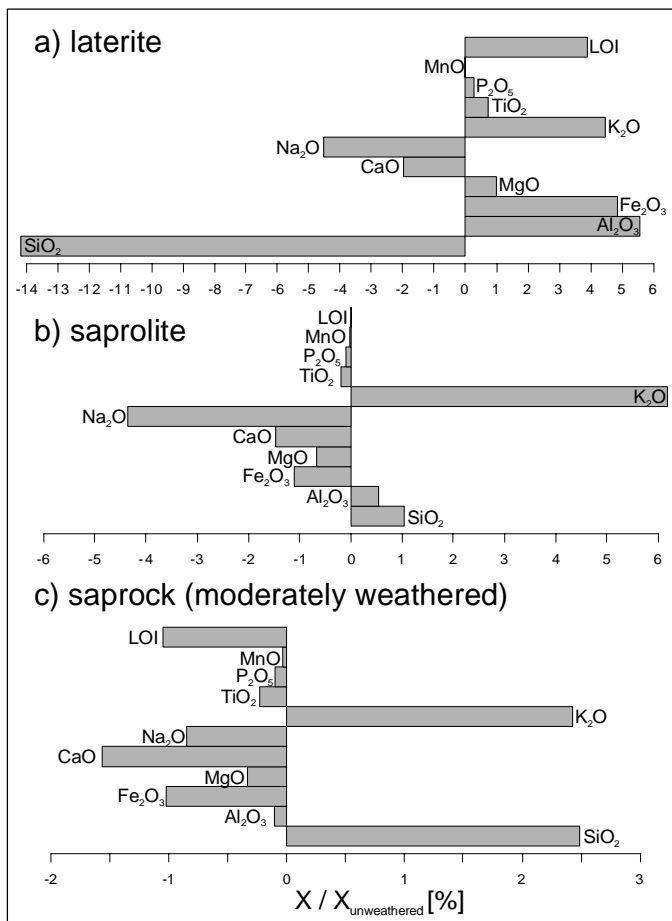 a) laterite
LOI
MnO
P₂O₅
TiO₂
K₂O
Na₂O
CaO
MgO
Fe₂O₃
Al₂O₃
SiO₂
-14 -13 -12 -11 -10 -9 -8 -7 -6 -5 -4 -3 -2 -1 0 1 2 3 4 5 6
b) saprolite
LOI
MnO
P₂O₅
TiO₂
K₂O
Na₂O
CaO
MgO
Fe₂O₃
Al₂O₃
SiO₂
-6 -5 -4 -3 -2 -1 0 1 2 3 4 5 6
c) saprock (moderately weathered)
LOI
MnO
P₂O₅
TiO₂
K₂O
Na₂O
CaO
MgO
Fe₂O₃
Al₂O₃
SiO₂
-2 -1 0 1 2 3
X / Xunweathered [%]